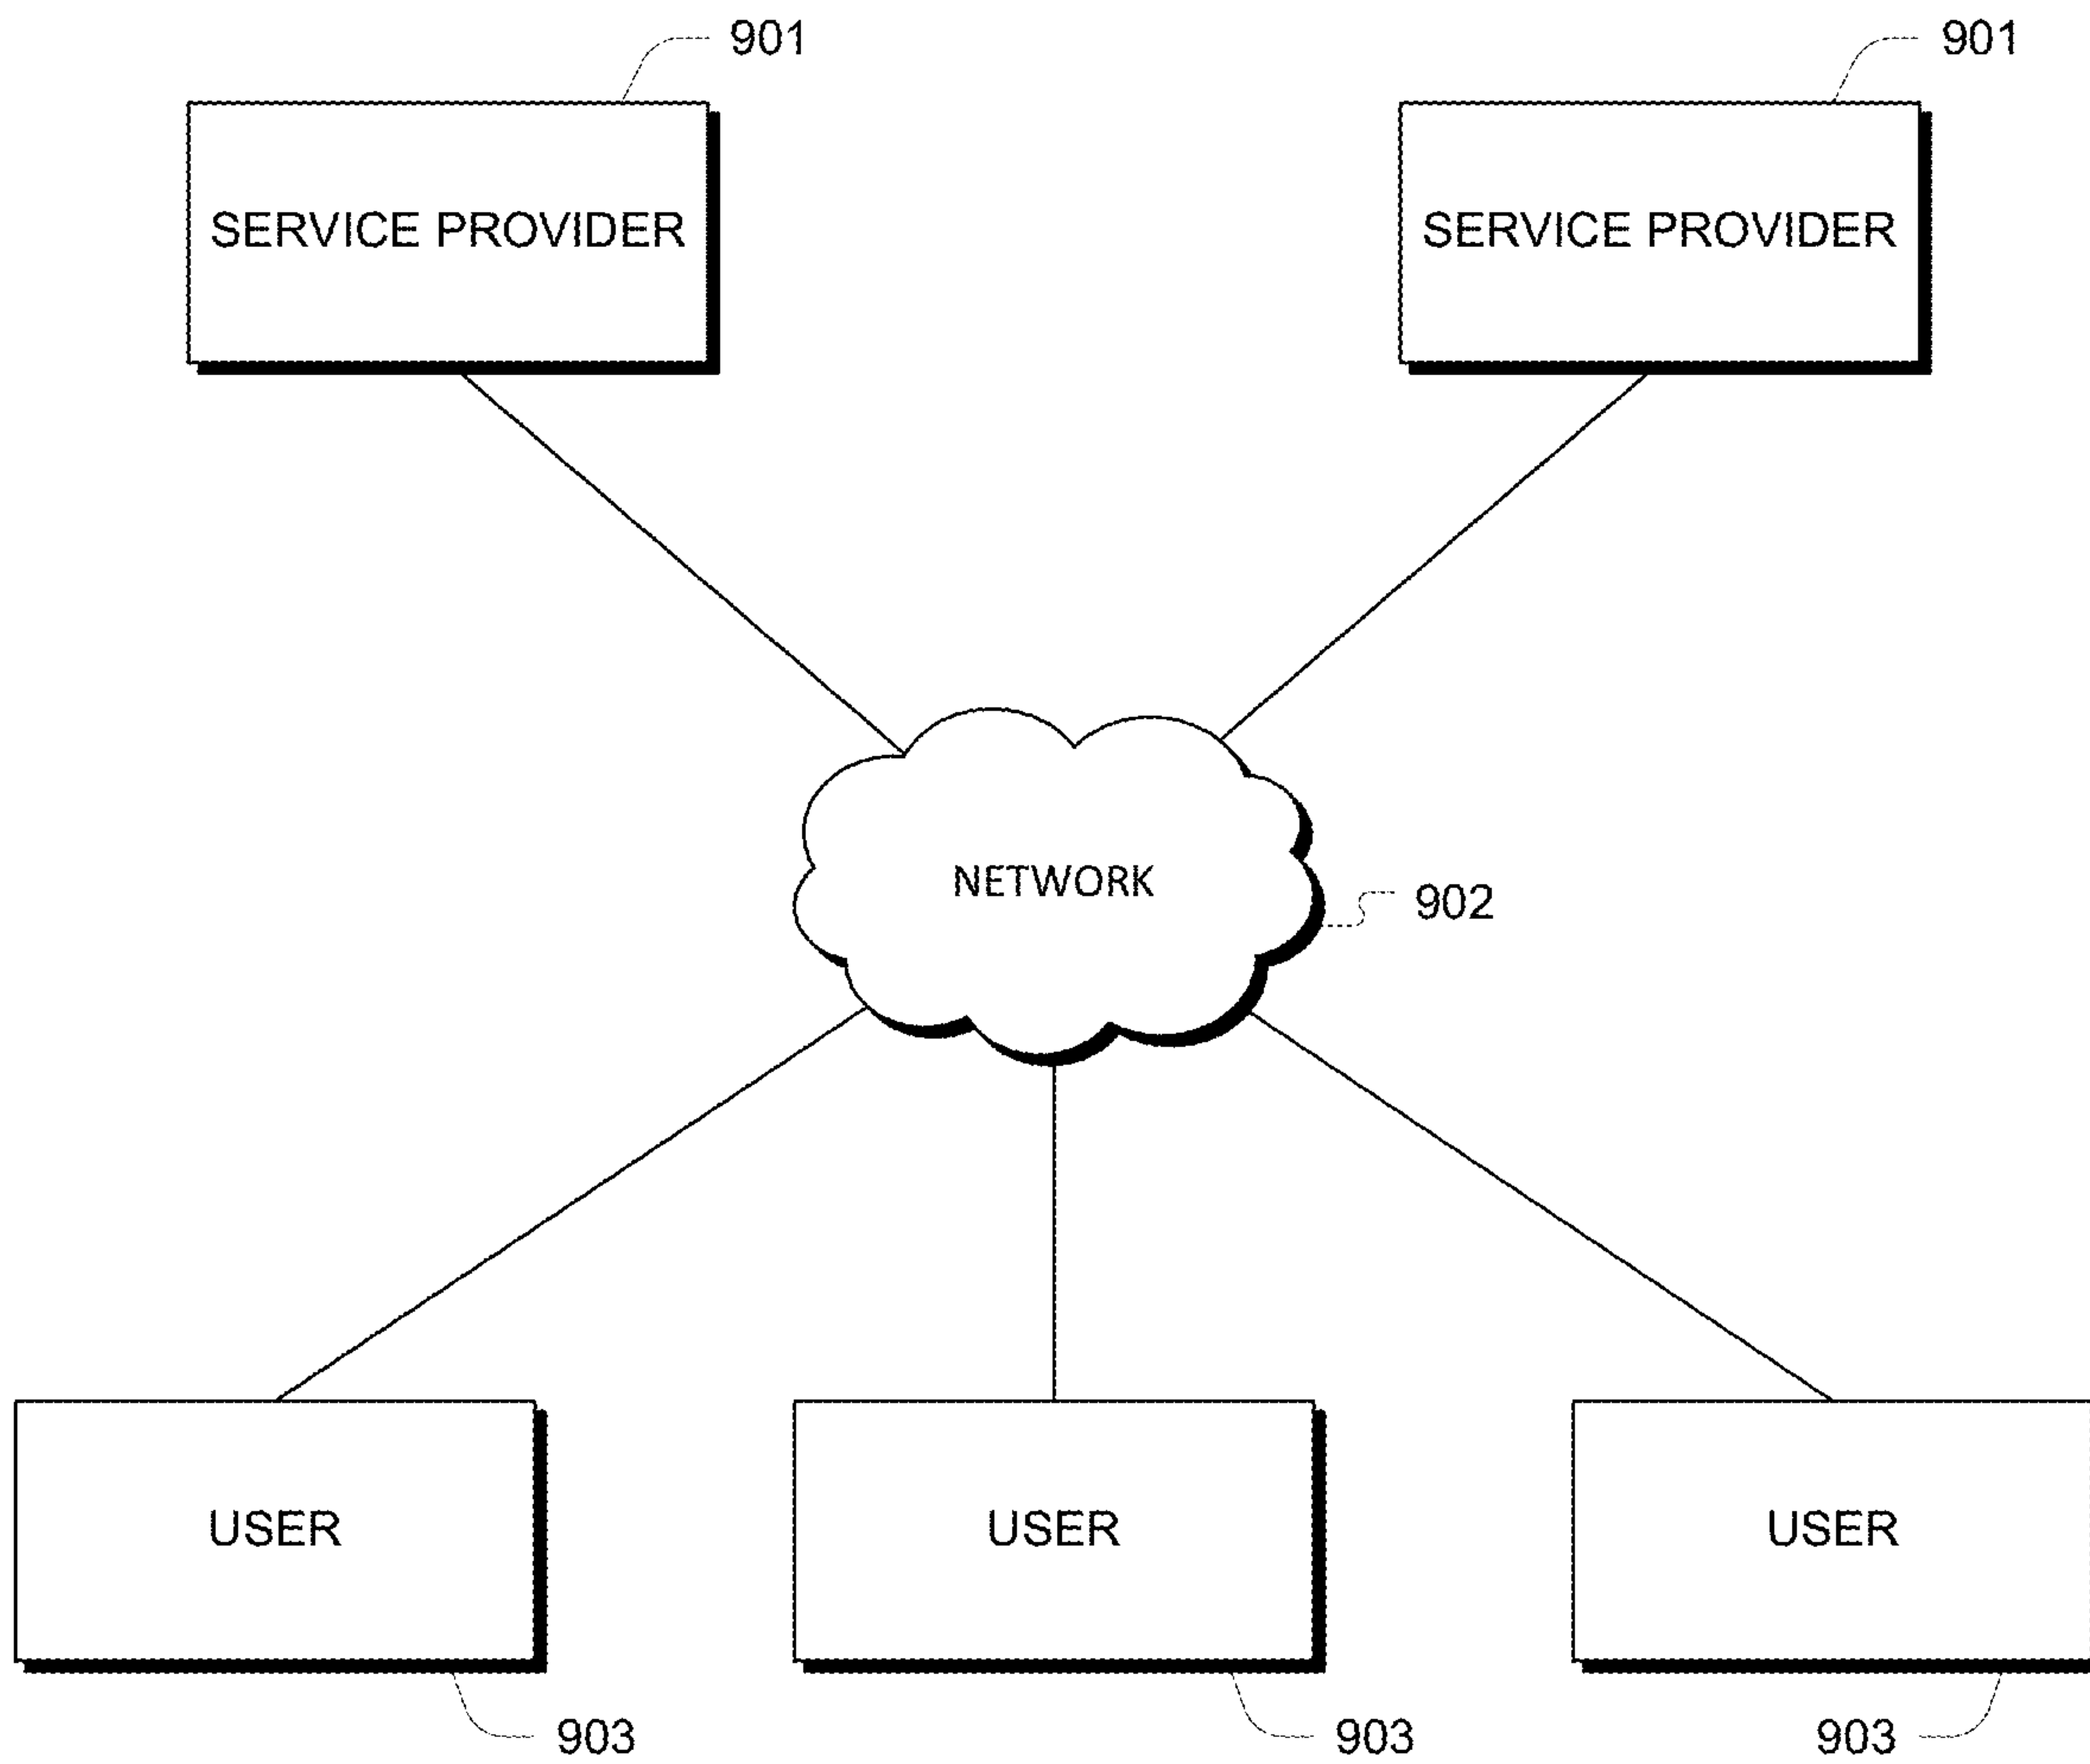 901
901
SERVICE PROVIDER
SERVICE PROVIDER
NETWORK
902
USER
USER
USER
903
903
903